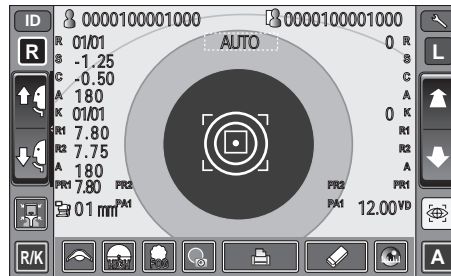 ID 0000100001000 0000100001000
R R 01/01 AUTO 0 R L
S -1.25 S
C -0.50 C
A 180 A
K 01/01 0 K
R1 7.80 R1
R2 7.75 R2
A 180 A
PR1 7.80 PR2 PR2 PR1
01 mm PA1 PA1 12.00 VD
R/K FOG A